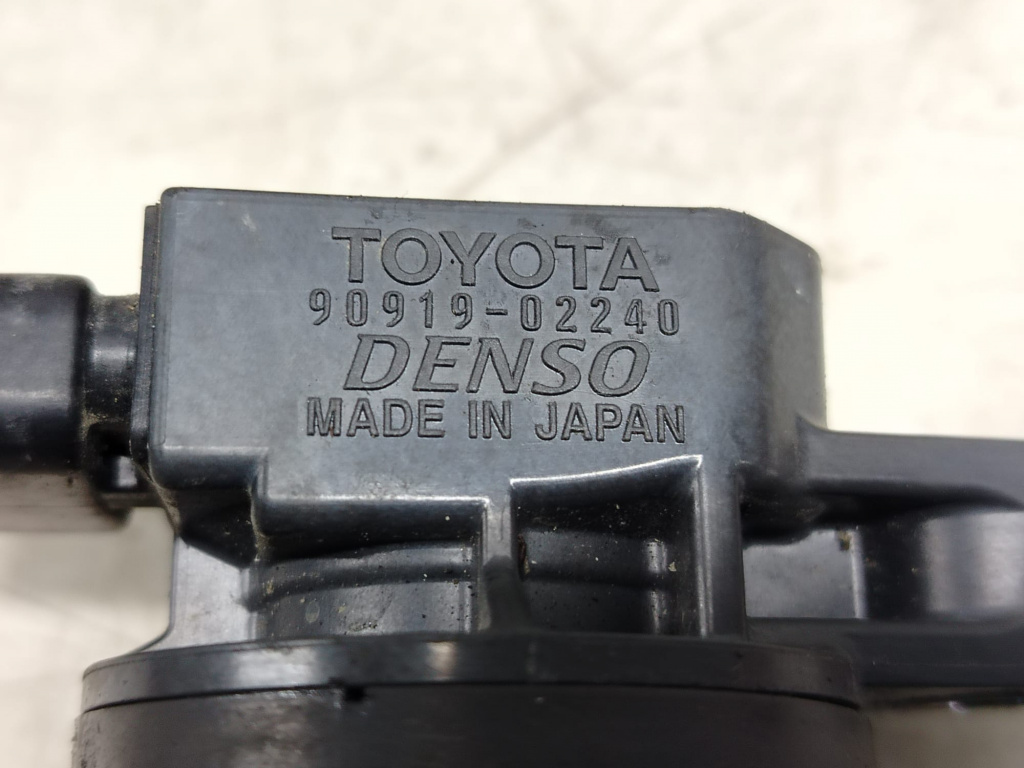 TOYOTA
90919-02240
DENSO
MADE IN JAPAN